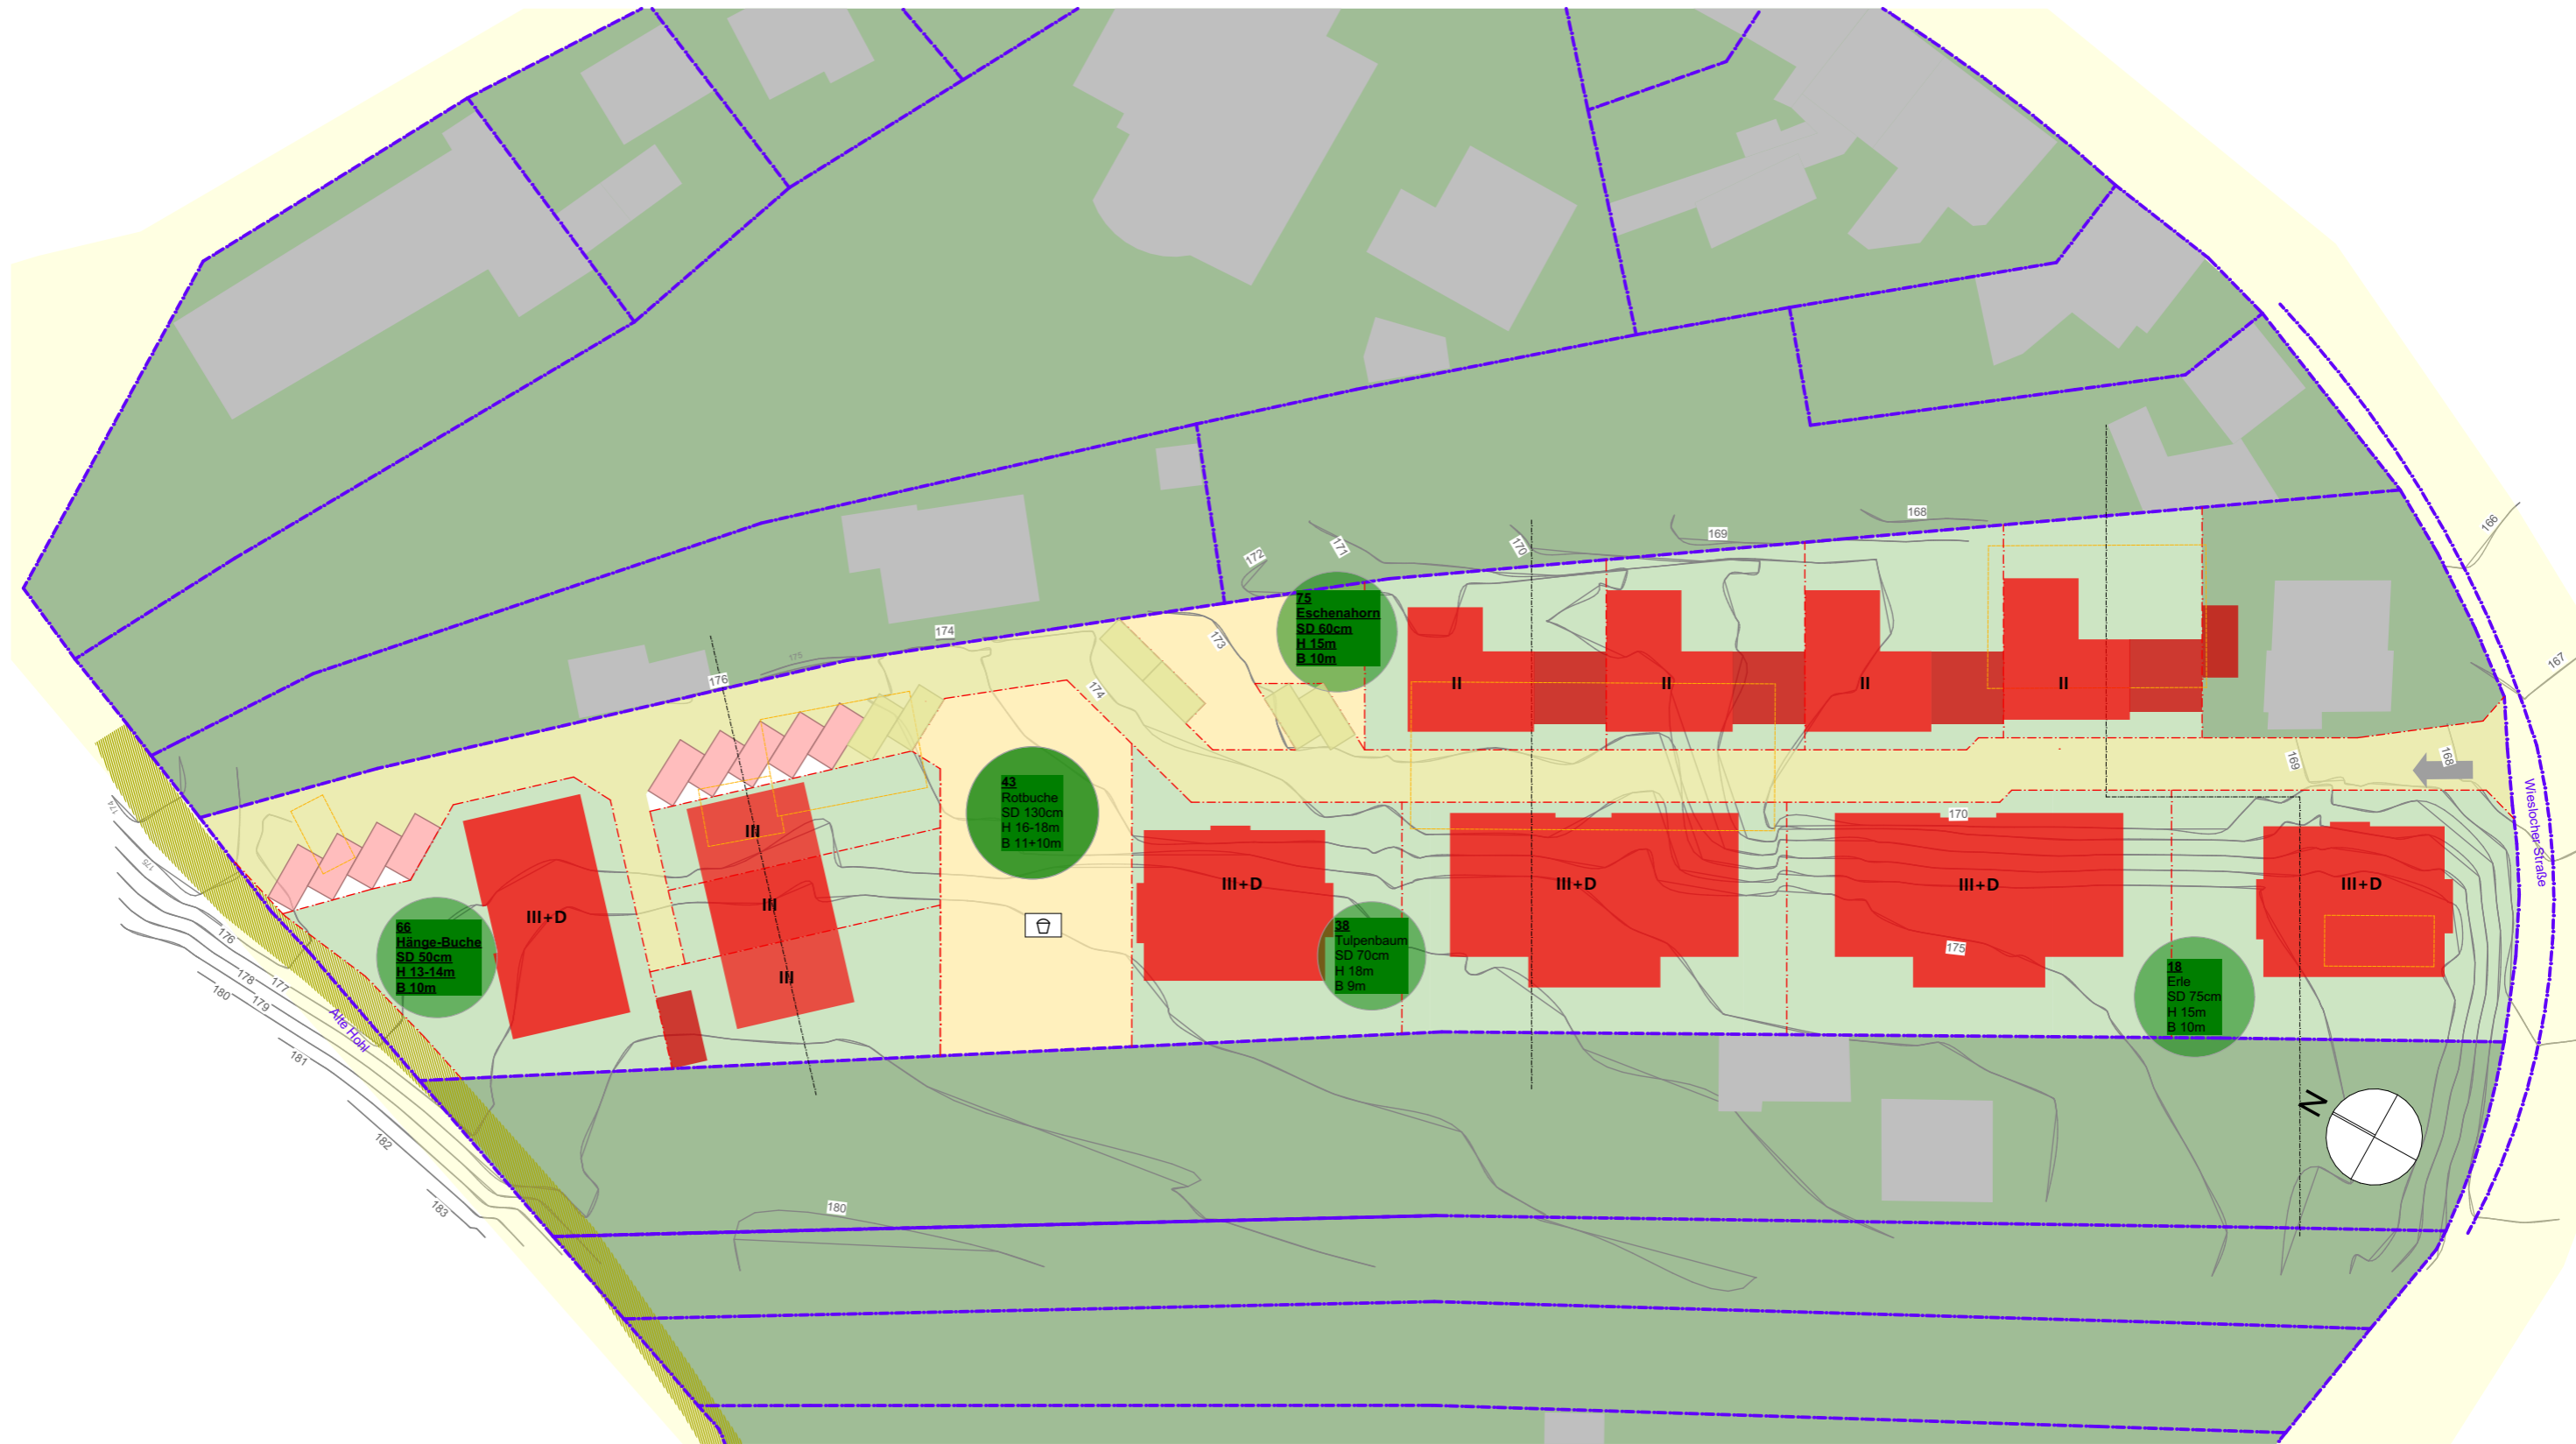 168
169
170
171
172
166
167
75
Eschenahorn
SD 60cm
H 15m
B 10m
174
173
175
176
174
II
II
II
II
169
168
Wieslocher Straße
43
Rotbuche
SD 130cm
H 16-18m
B 11+10m
170
III
III
III
III+D
III+D
III+D
III+D
III+D
174
175
66
Hänge-Buche
SD 50cm
H 13-14m
B 10m
38
Tulpenbaum
SD 70cm
H 18m
B 9m
175
18
Erle
SD 75cm
H 15m
B 10m
176
177
178
179
180
Alte Hohl
181
182
183
180
N